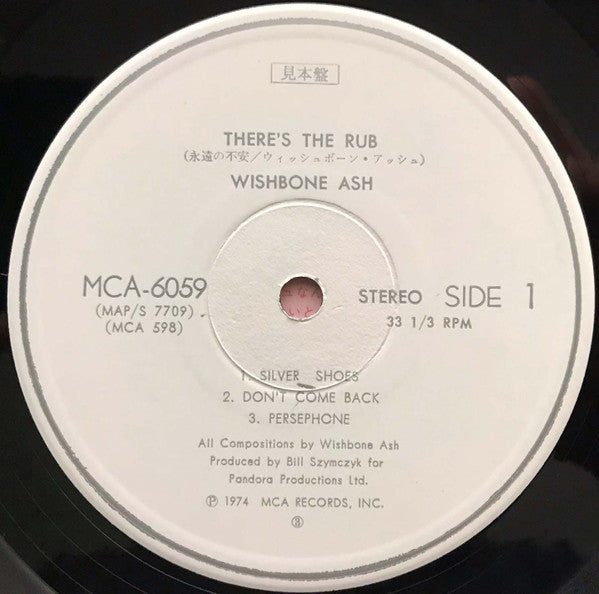 見本盤
THERE'S THE RUB
(永遠の不安/ウィッシュボーン・アッシュ)
WISHBONE ASH
MCA-6059
(MAP/S 7709)
(MCA 598)
STEREO SIDE 1
33 1/3 RPM
1. SILVER SHOES
2. DON'T COME BACK
3. PERSEPHONE
All Compositions by Wishbone Ash
Produced by Bill Szymczyk for
Pandora Productions Ltd.
Ⓟ 1974 MCA RECORDS, INC.